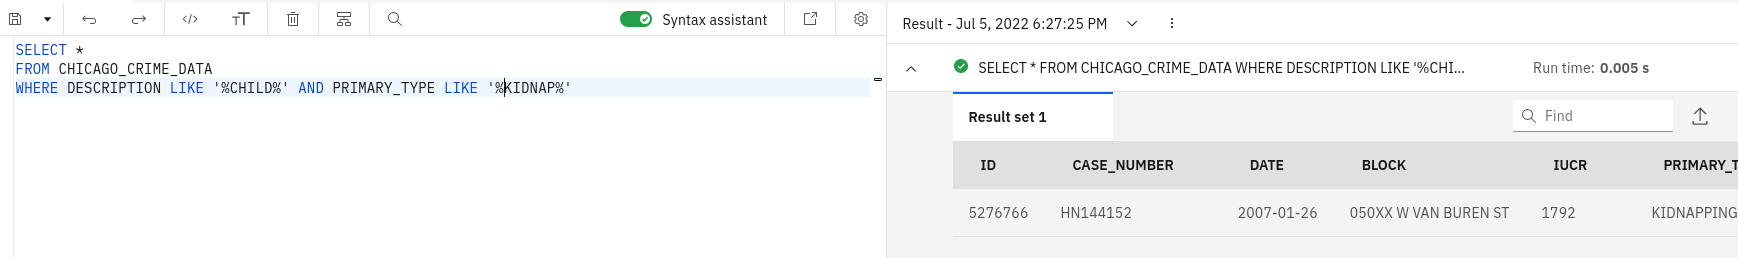 </> TT Syntax assistant
SELECT *
FROM CHICAGO_CRIME_DATA
WHERE DESCRIPTION LIKE '%CHILD%' AND PRIMARY_TYPE LIKE '%KIDNAP%'
Result - Jul 5, 2022 6:27:25 PM
SELECT * FROM CHICAGO_CRIME_DATA WHERE DESCRIPTION LIKE '%CHI... Run time: 0.005 s
Result set 1 Find
ID CASE_NUMBER DATE BLOCK IUCR PRIMARY_T
5276766 HN144152 2007-01-26 050XX W VAN BUREN ST 1792 KIDNAPPING